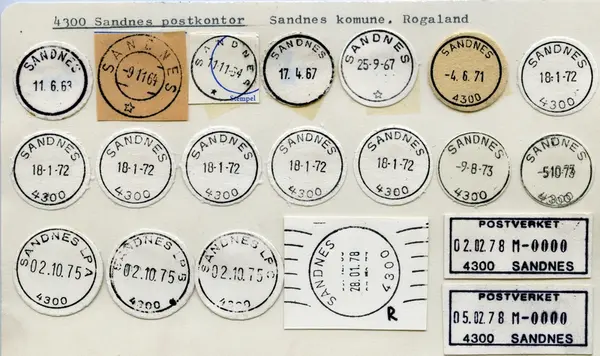 4300 Sandnes postkontor Sandnes kommune, Rogaland
SANDNES
11.6.63
SANDNES
-9 11 64
SANDNES
11 11-64
Stempel
SANDNES
17.4.67
SANDNES
25-9-67
SANDNES
-4.6.71
4300
SANDNES
18-1-72
4300
SANDNES
18-1-72
4300
SANDNES
18-1-72
4300
SANDNES
18-1-72
4300
SANDNES
18-1-72
4300
SANDNES
18-1-72
4300
SANDNES
-9-8-73
4300
SANDNES
-5 10 73
4300
SANDNES LP A
02.10.75
4300
SANDNES LP B
02.10.75
4300
SANDNES LP C
02.10.75
4300
SANDNES
28.01.78
4300
R
POSTVERKET
02.02.78 M-0000
4300 SANDNES
POSTVERKET
05.02.78 M-0000
4300 SANDNES